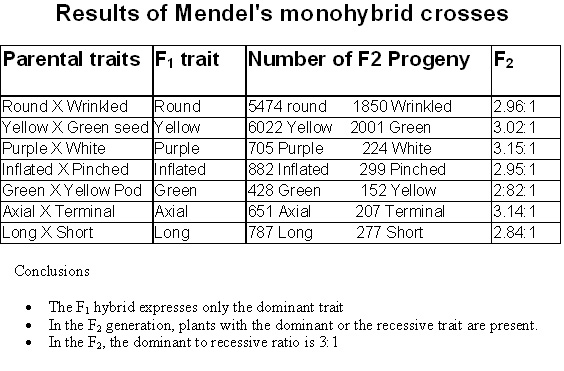 Results of Mendel's monohybrid crosses
Parental traits F₁ trait Number of F2 Progeny F₂
Round X Wrinkled Round 5474 round 1850 Wrinkled 2.96:1
Yellow X Green seed Yellow 6022 Yellow 2001 Green 3.02:1
Purple X White Purple 705 Purple 224 White 3.15:1
Inflated X Pinched Inflated 882 Inflated 299 Pinched 2.95:1
Green X Yellow Pod Green 428 Green 152 Yellow 2:82:1
Axial X Terminal Axial 651 Axial 207 Terminal 3.14:1
Long X Short Long 787 Long 277 Short 2.84:1
Conclusions
• The F₁ hybrid expresses only the dominant trait
• In the F₂ generation, plants with the dominant or the recessive trait are present.
• In the F₂, the dominant to recessive ratio is 3:1